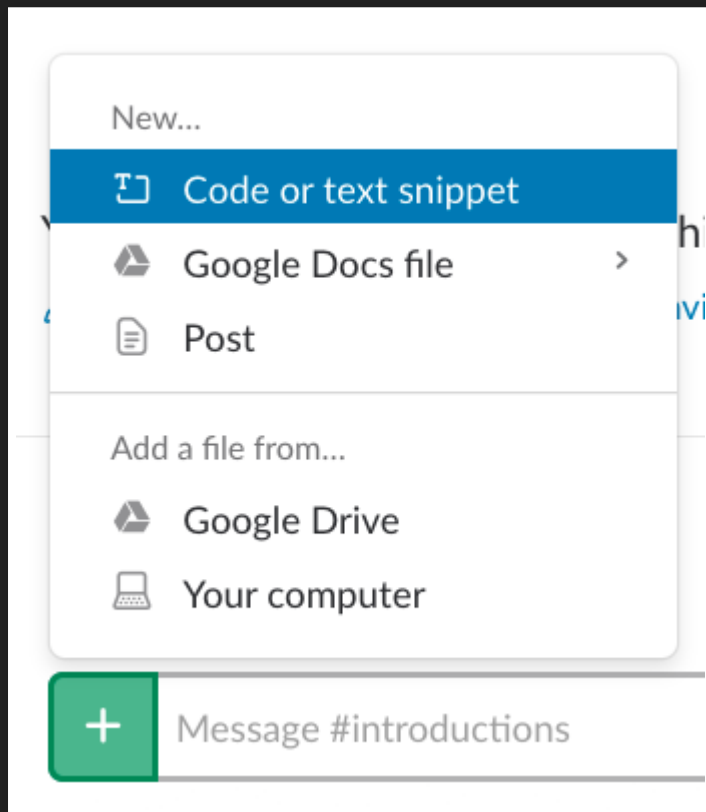 New...
Code or text snippet
Google Docs file
Post
Add a file from...
Google Drive
Your computer
Message #introductions